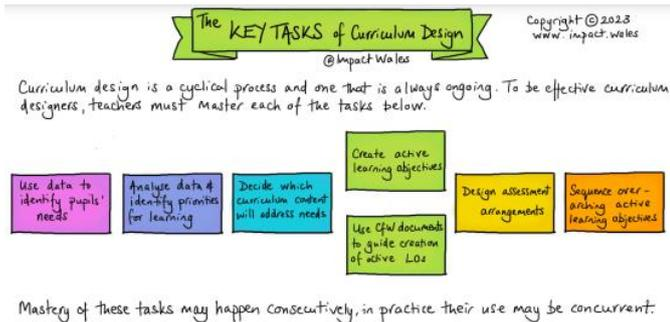 The KEY TASKS of Curriculum Design
@ImpactWales
Copyright © 2023
www.impact.wales
Curriculum design is a cyclical process and one that is always ongoing. To be effective curriculum
designers, teachers must master each of the tasks below.
Use data to
identify pupils'
needs
Analyse data &
identify priorities
for learning
Decide which
curriculum content
will address needs
Create active
learning objectives
Use CfW documents
to guide creation
of active LOs
Design assessment
arrangements
Sequence over-
arching active
learning objectives
Mastery of these tasks may happen consecutively, in practice their use may be concurrent.